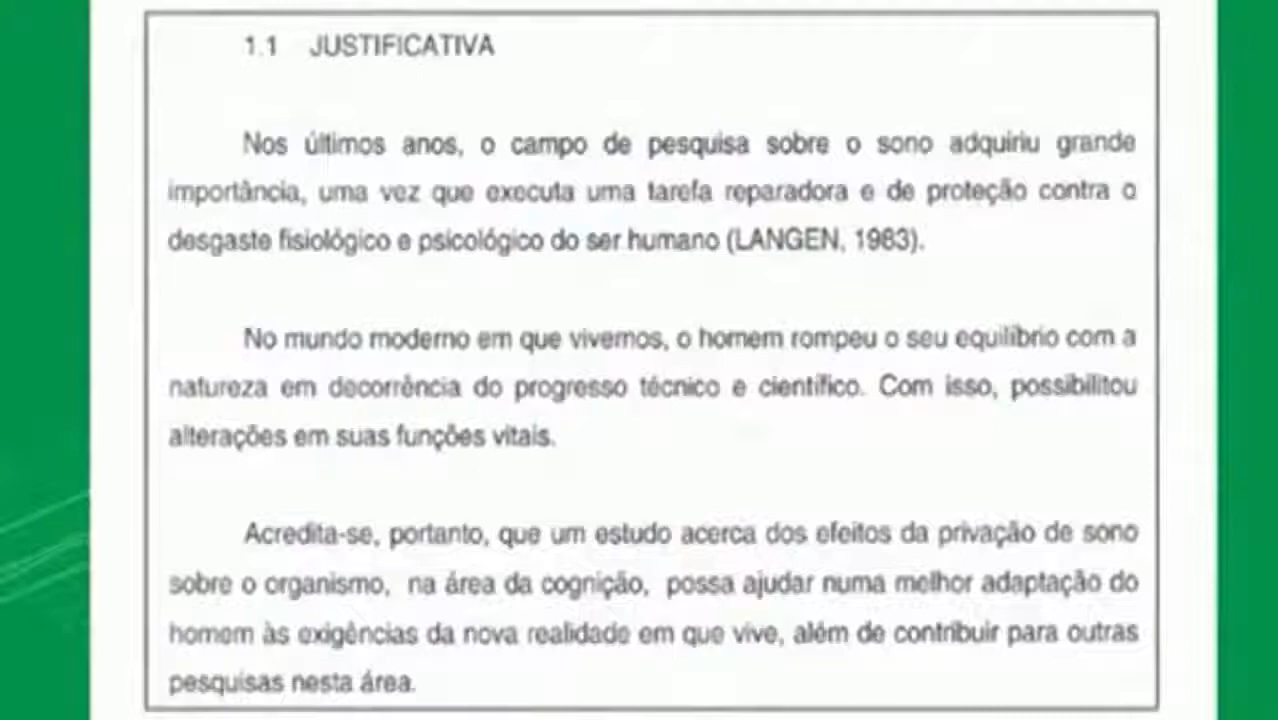 1.1 JUSTIFICATIVA
Nos últimos anos, o campo de pesquisa sobre o sono adquiriu grande
importância, uma vez que executa uma tarefa reparadora e de proteção contra o
desgaste fisiológico e psicológico do ser humano (LANGEN, 1983).
No mundo moderno em que vivemos, o homem rompeu o seu equilíbrio com a
natureza em decorrência do progresso técnico e científico. Com isso, possibilitou
alterações em suas funções vitais.
Acredita-se, portanto, que um estudo acerca dos efeitos da privação de sono
sobre o organismo, na área da cognição, possa ajudar numa melhor adaptação do
homem às exigências da nova realidade em que vive, além de contribuir para outras
pesquisas nesta área.